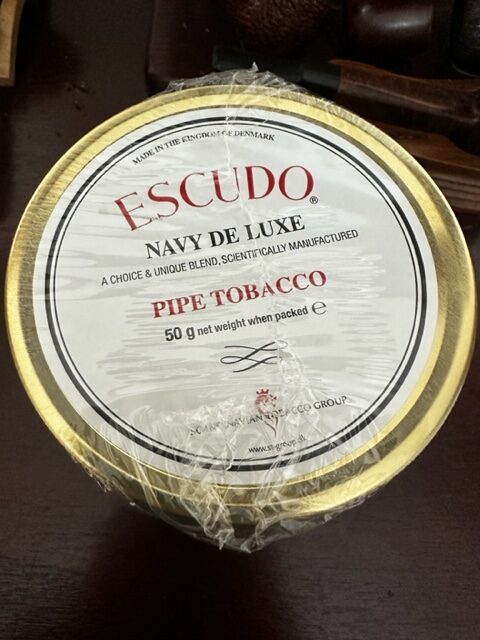 MADE IN THE KINGDOM OF DENMARK
ESCUDO®
NAVY DE LUXE
A CHOICE & UNIQUE BLEND, SCIENTIFICALLY MANUFACTURED
PIPE TOBACCO
50 g net weight when packed ℮
SCANDINAVIAN TOBACCO GROUP
www.st-group.dk